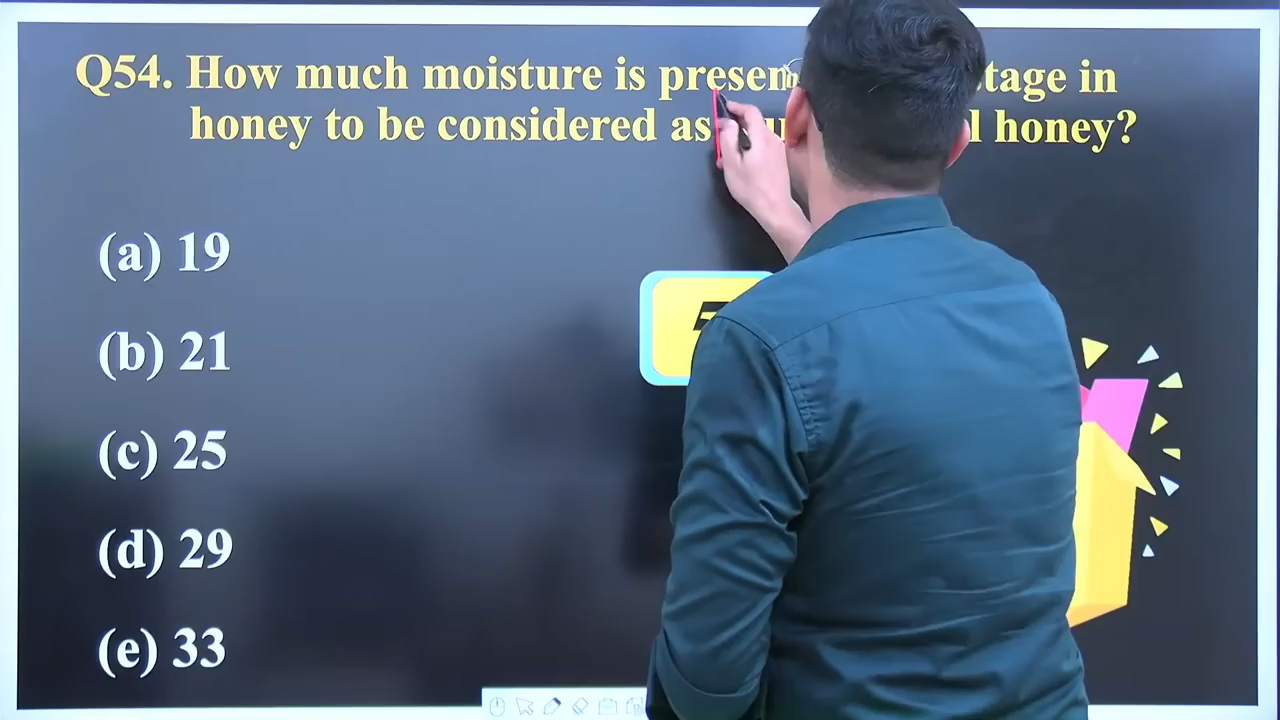 Q54. How much moisture is presen tage in
honey to be considered as l honey?
(a) 19
(b) 21
(c) 25
(d) 29
(e) 33